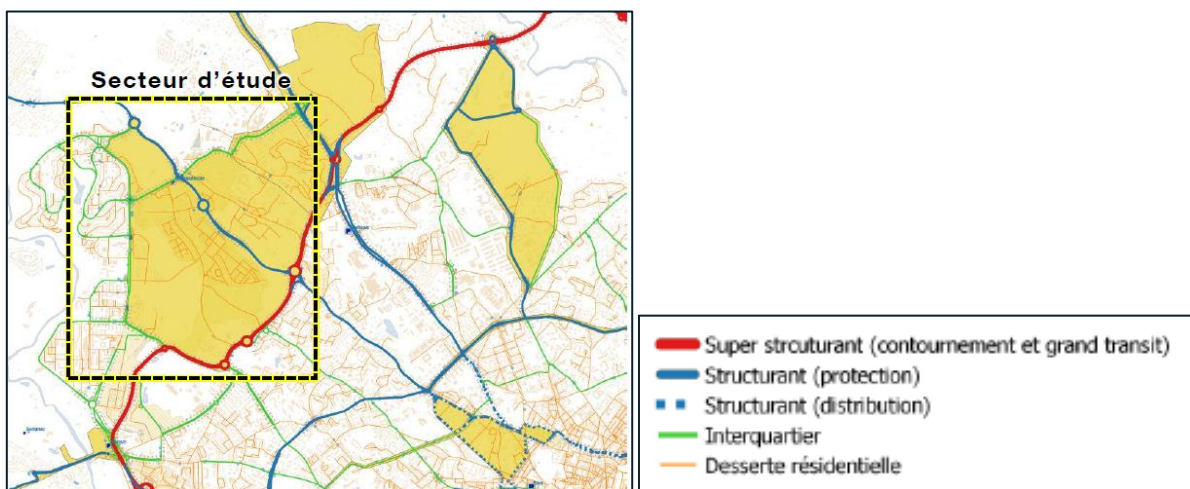 Secteur d'étude
Super strcuturant (contournement et grand transit)
Structurant (protection)
Structurant (distribution)
Interquartier
Desserte résidentielle